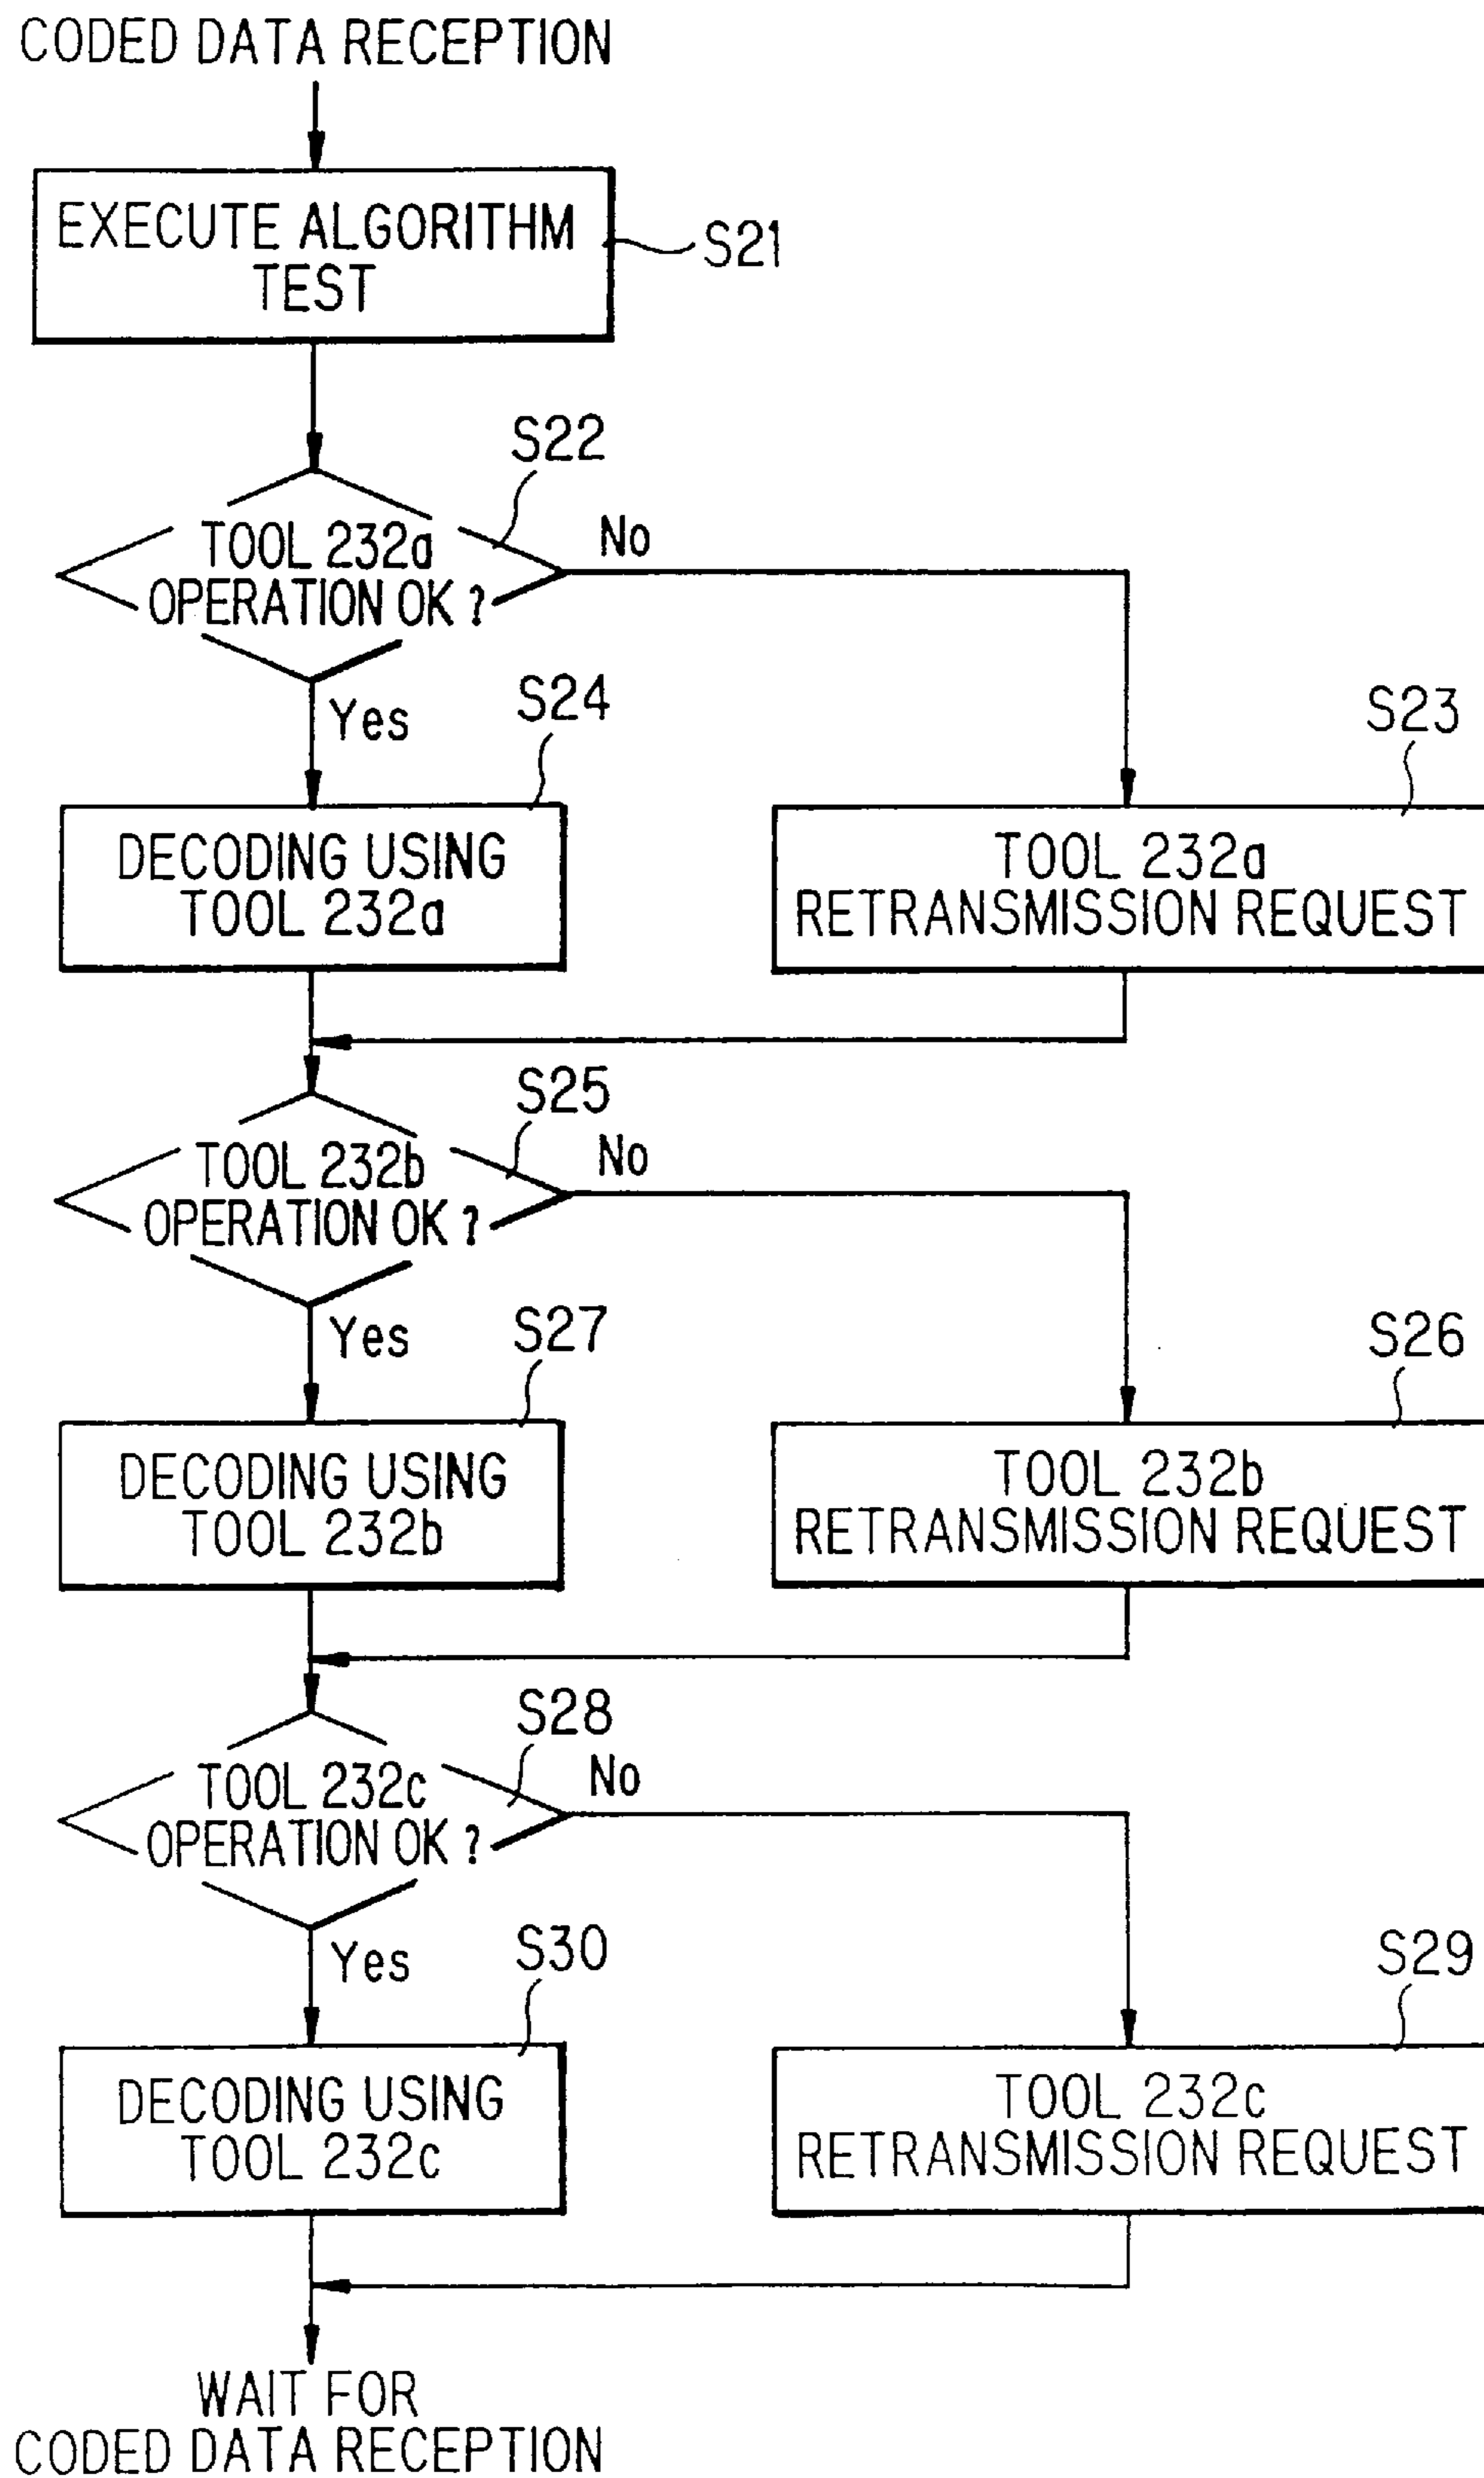 CODED DATA RECEPTION
EXECUTE ALGORITHM
TEST
S21
S22
TOOL 232a
OPERATION OK ?
No
Yes
S24
S23
DECODING USING
TOOL 232a
TOOL 232a
RETRANSMISSION REQUEST
S25
TOOL 232b
OPERATION OK ?
No
Yes
S27
S26
DECODING USING
TOOL 232b
TOOL 232b
RETRANSMISSION REQUEST
S28
TOOL 232c
OPERATION OK ?
No
Yes
S30
S29
DECODING USING
TOOL 232c
TOOL 232c
RETRANSMISSION REQUEST
WAIT FOR
CODED DATA RECEPTION